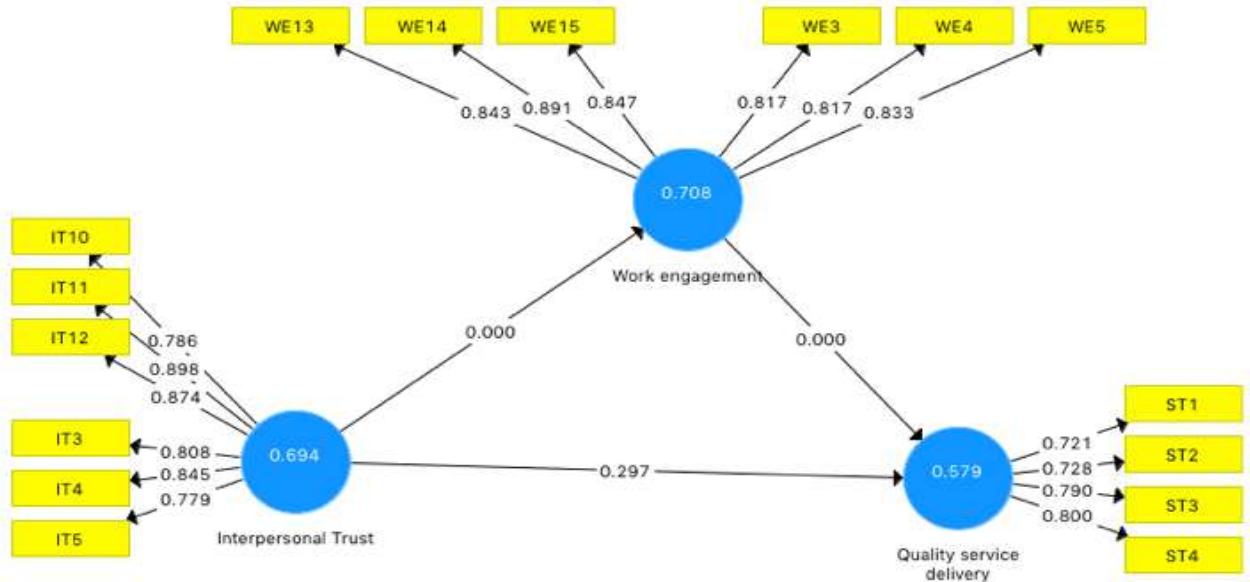 WE13 WE14 WE15 WE3 WE4 WE5
0.843 0.891 0.847 0.817 0.817 0.833
0.708
Work engagement
IT10
IT11
IT12
0.786
0.898
0.874
0.000
0.000
IT3
IT4
IT5
0.808
0.845
0.779
0.694
Interpersonal Trust
0.297
0.579
Quality service
delivery
0.721
0.728
0.790
0.800
ST1
ST2
ST3
ST4